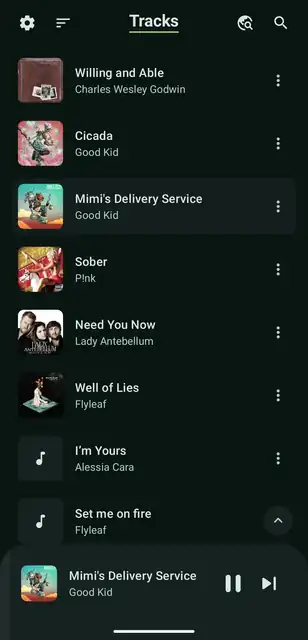 Tracks
Willing and Able
Charles Wesley Godwin
Cicada
Good Kid
Mimi's Delivery Service
Good Kid
Sober
P!nk
Need You Now
Lady Antebellum
Well of Lies
Flyleaf
I'm Yours
Alessia Cara
Set me on fire
Flyleaf
Mimi's Delivery Service
Good Kid